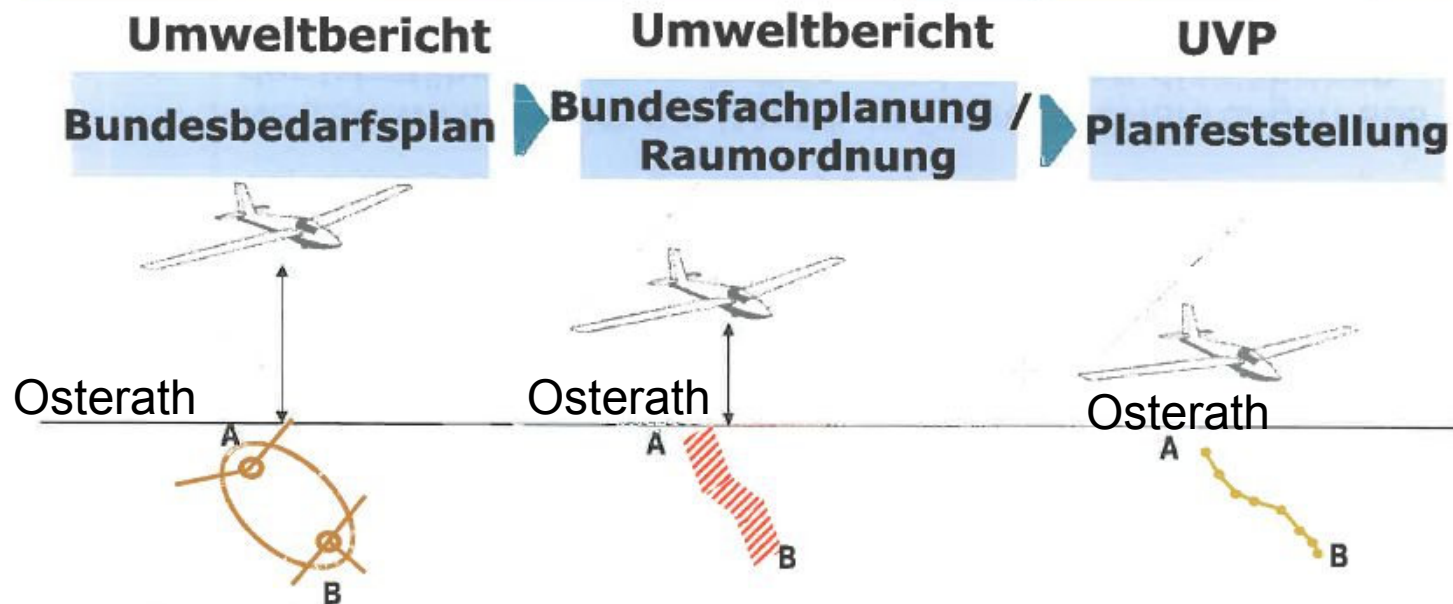 Umweltbericht
Umweltbericht
UVP
Bundesbedarfsplan
Bundesfachplanung /
Raumordnung
Planfeststellung
Osterath
Osterath
Osterath
A
A
A
B
B
B